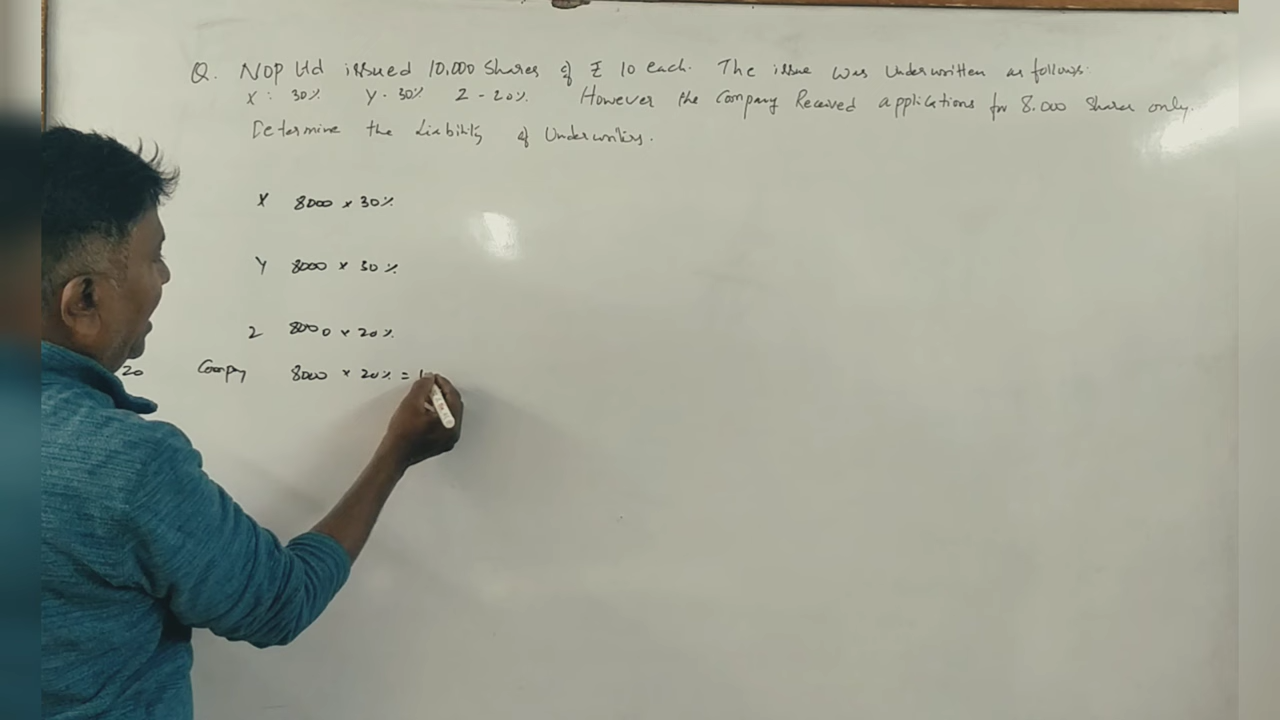 Q. NOP Ltd issued 10,000 Shares of ₹ 10 each. The issue was Underwritten as follows:
X: 30% Y - 30% Z - 20% However the Company Received applications for 8,000 Shares only.
Determine the Liability of Underwriters.
X 8000 × 30%
Y 8000 × 30%
Z 8000 × 20%
20 Company 8000 × 20% = 1